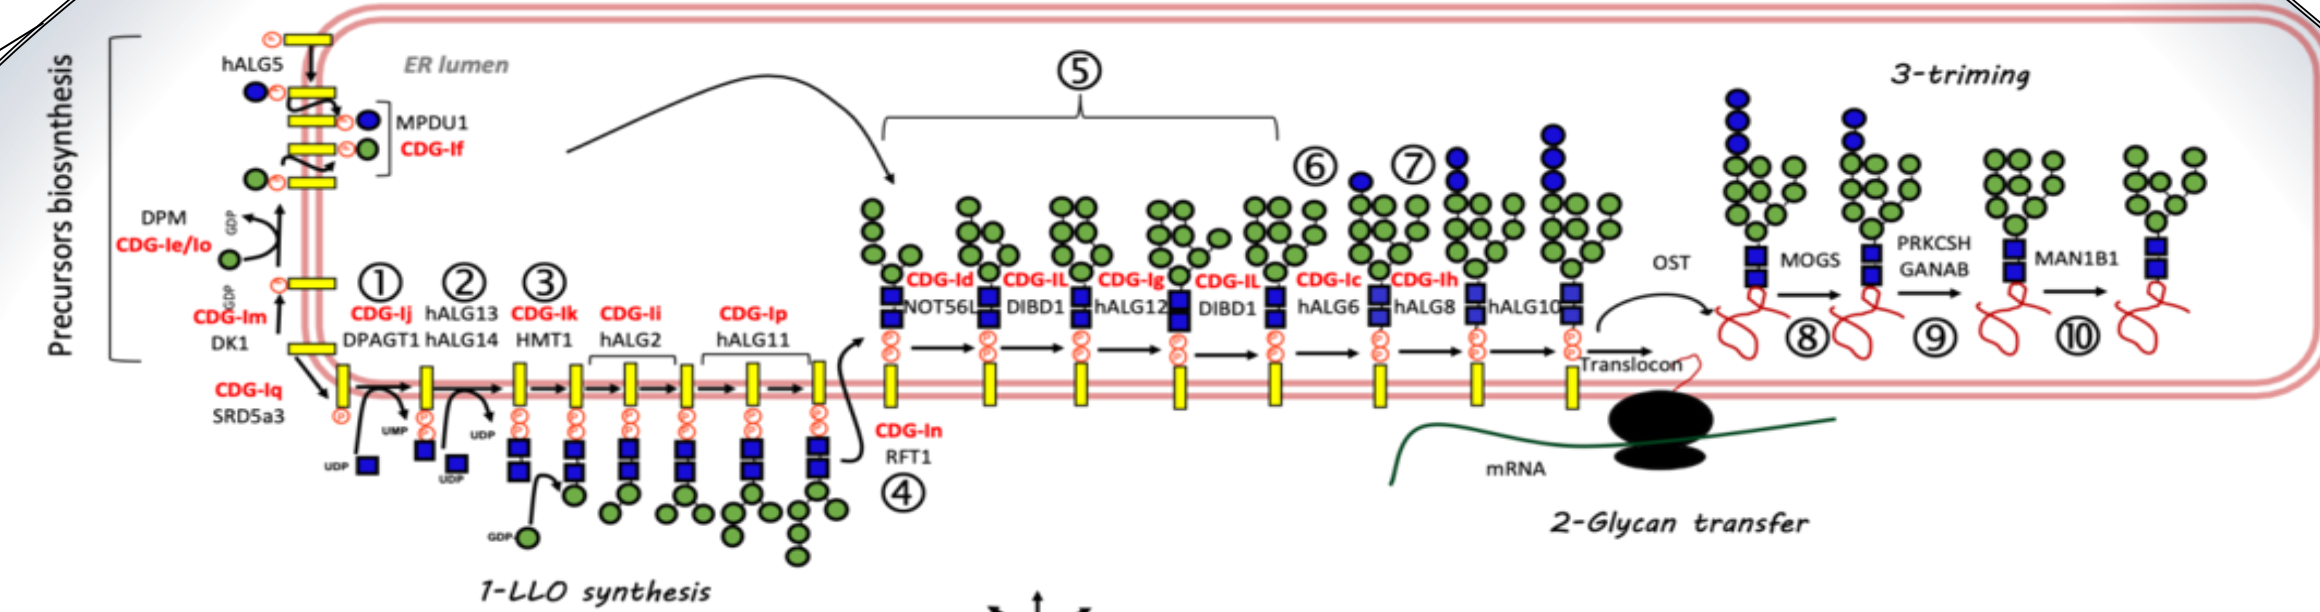 Precursors biosynthesis
hALG5
ER lumen
MPDU1
CDG-If
DPM
CDG-Ie/Io
GDP
GDP
CDG-Im
DK1
CDG-Iq
SRD5a3
① ② ③
CDG-Ij hALG13 CDG-Ik CDG-Ii CDG-Ip
DPAGT1 hALG14 HMT1 hALG2 hALG11
UMP
UDP
UDP
UDP
GDP
1-LLO synthesis
CDG-In
RFT1
④
⑤
⑥ ⑦
CDG-Id CDG-IL CDG-Ig CDG-IL CDG-Ic CDG-Ih
NOT56L DIBD1 hALG12 DIBD1 hALG6 hALG8 hALG10
OST
Translocon
mRNA
2-Glycan transfer
3-triming
MOGS
PRKCSH
GANAB
MAN1B1
⑧ ⑨ ⑩